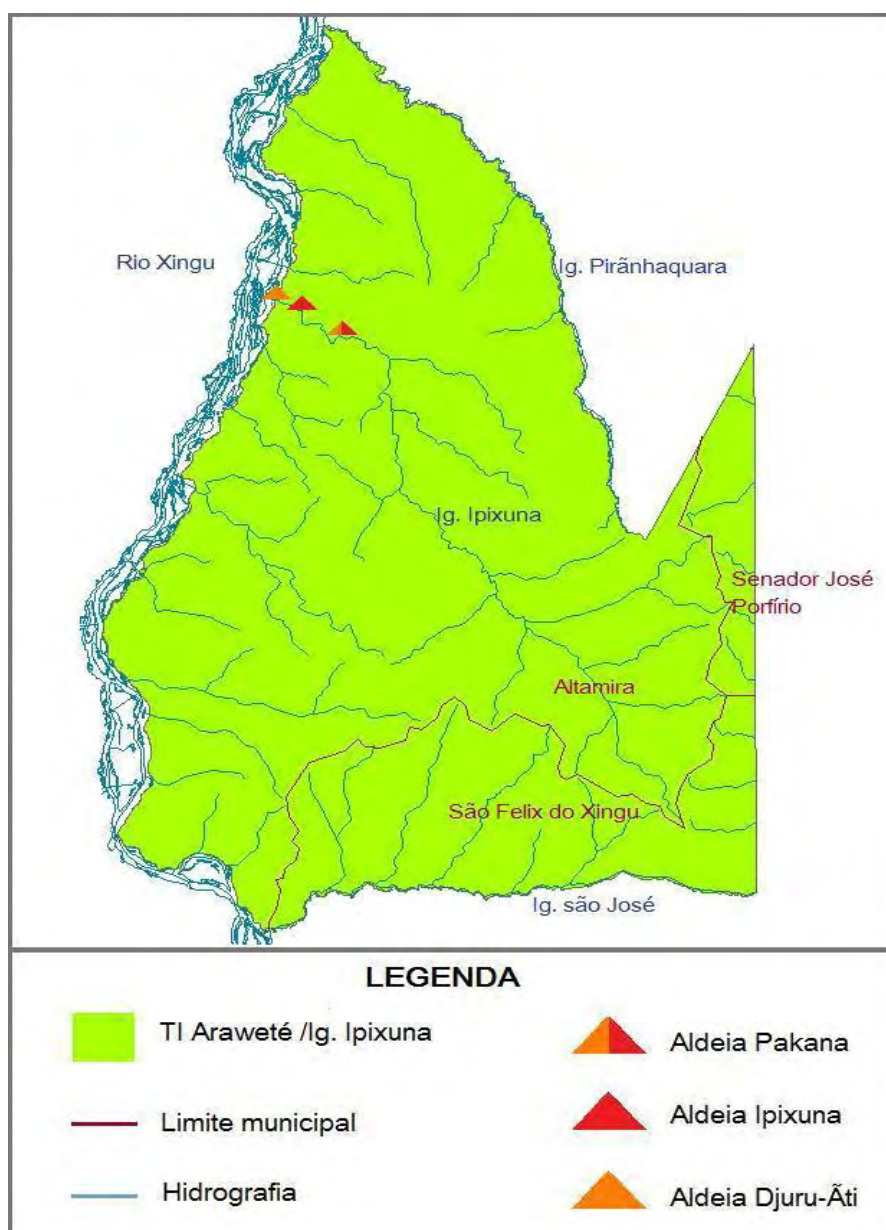 Rio Xingu
Ig. Pirãnhaquara
Ig. Ipixuna
Senador José
Porfírio
Altamira
São Felix do Xingu
Ig. são José
LEGENDA
TI Araweté /Ig. Ipixuna
Limite municipal
Hidrografia
Aldeia Pakana
Aldeia Ipixuna
Aldeia Djuru-Ãti